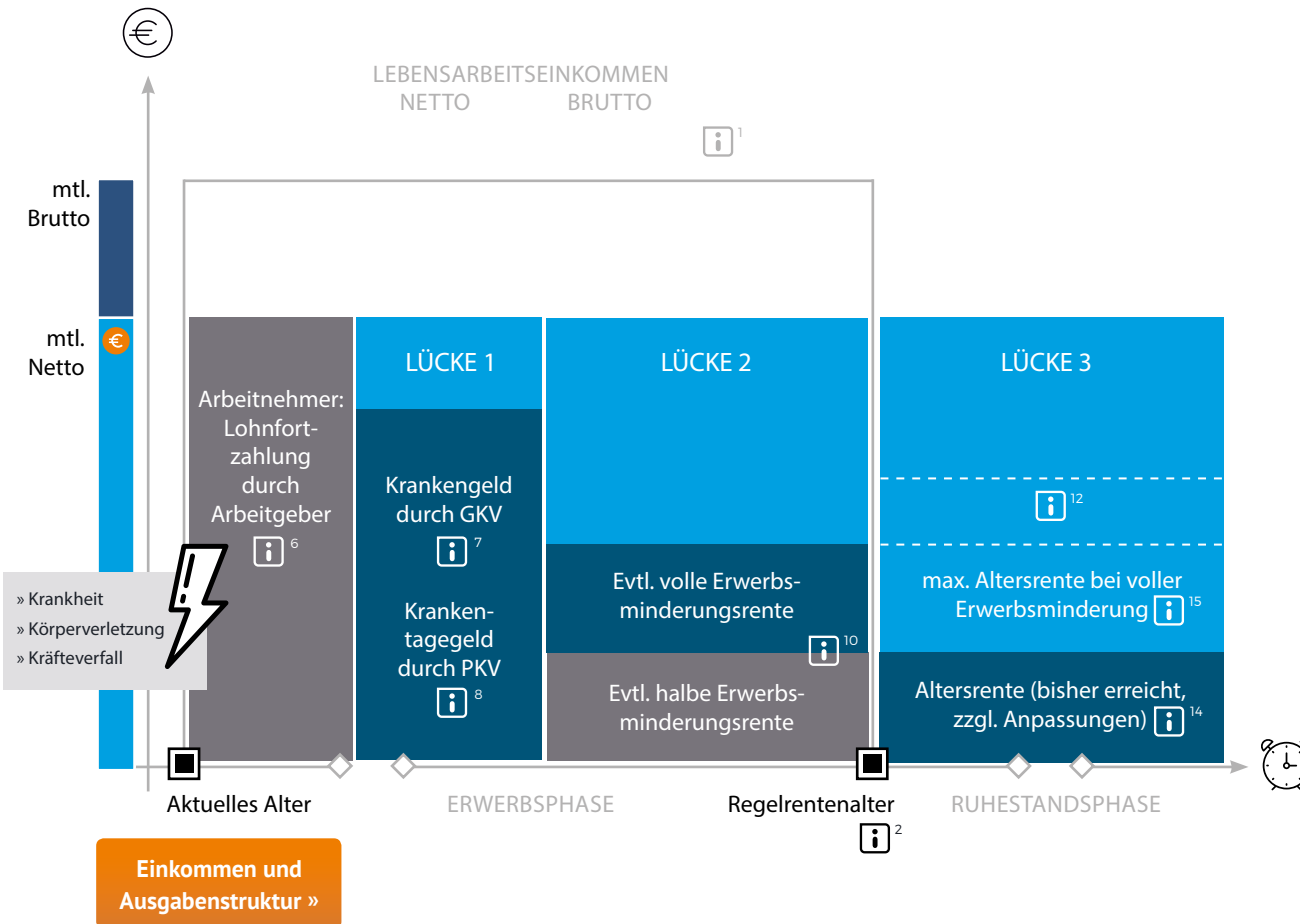 €
LEBENSARBEITSEINKOMMEN
NETTO BRUTTO
i 1
mtl.
Brutto
mtl.
Netto
€
Arbeitnehmer:
Lohnfort-
zahlung
durch
Arbeitgeber
i 6
» Krankheit
» Körperverletzung
» Kräfteverfall
LÜCKE 1
Krankengeld
durch GKV
i 7
Kranken-
tagegeld
durch PKV
i 8
LÜCKE 2
Evtl. volle Erwerbs-
minderungsrente
i 10
Evtl. halbe Erwerbs-
minderungsrente
LÜCKE 3
i 12
max. Altersrente bei voller
Erwerbsminderung i 15
Altersrente (bisher erreicht,
zzgl. Anpassungen) i 14
Aktuelles Alter
ERWERBSPHASE
Regelrentenalter
i 2
RUHESTANDSPHASE
Einkommen und
Ausgabenstruktur »